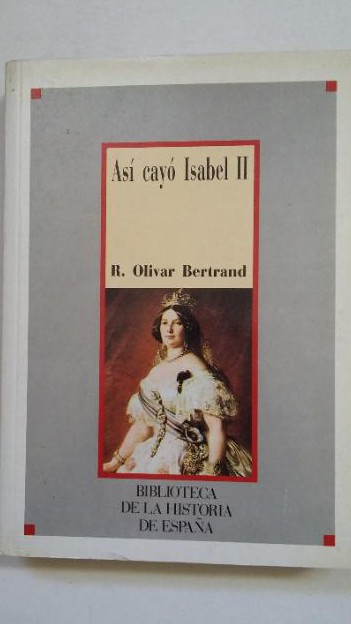 Así cayó Isabel II
R. Olivar Bertrand
BIBLIOTECA
DE LA HISTORIA
DE ESPAÑA